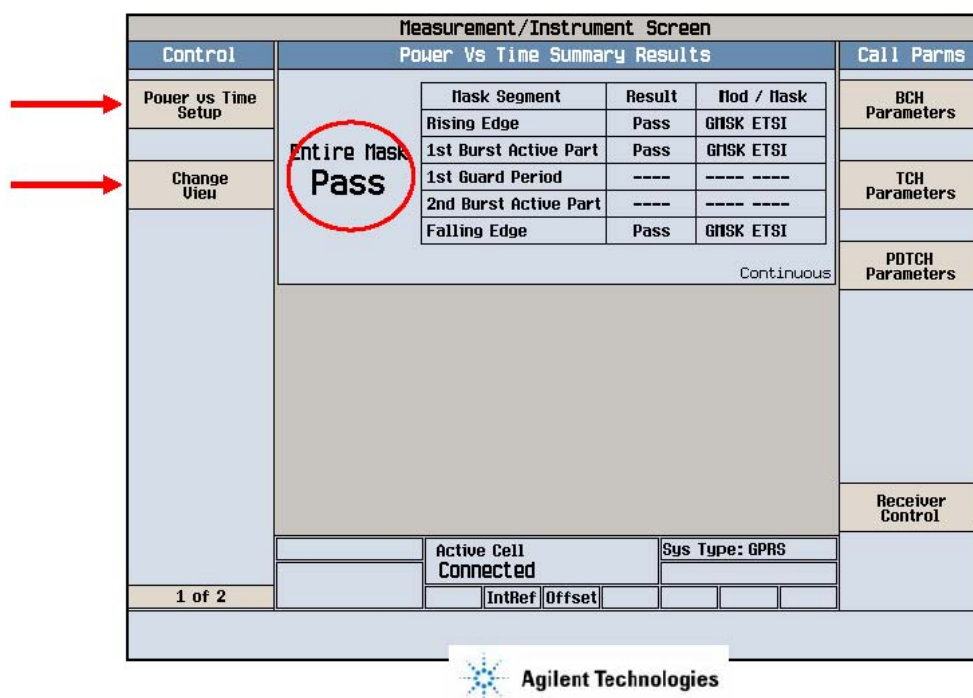 Measurement/Instrument Screen
Control
Power Vs Time Summary Results
Call Parms
Power vs Time
Setup
Change
View
1 of 2
Entire Mask
Pass
Mask Segment Result Mod / Mask
Rising Edge Pass GMSK ETSI
1st Burst Active Part Pass GMSK ETSI
1st Guard Period ---- ---- ----
2nd Burst Active Part ---- ---- ----
Falling Edge Pass GMSK ETSI
Continuous
Active Cell
Connected
Sys Type: GPRS
IntRef Offset
BCH
Parameters
TCH
Parameters
PDTCH
Parameters
Receiver
Control
Agilent Technologies